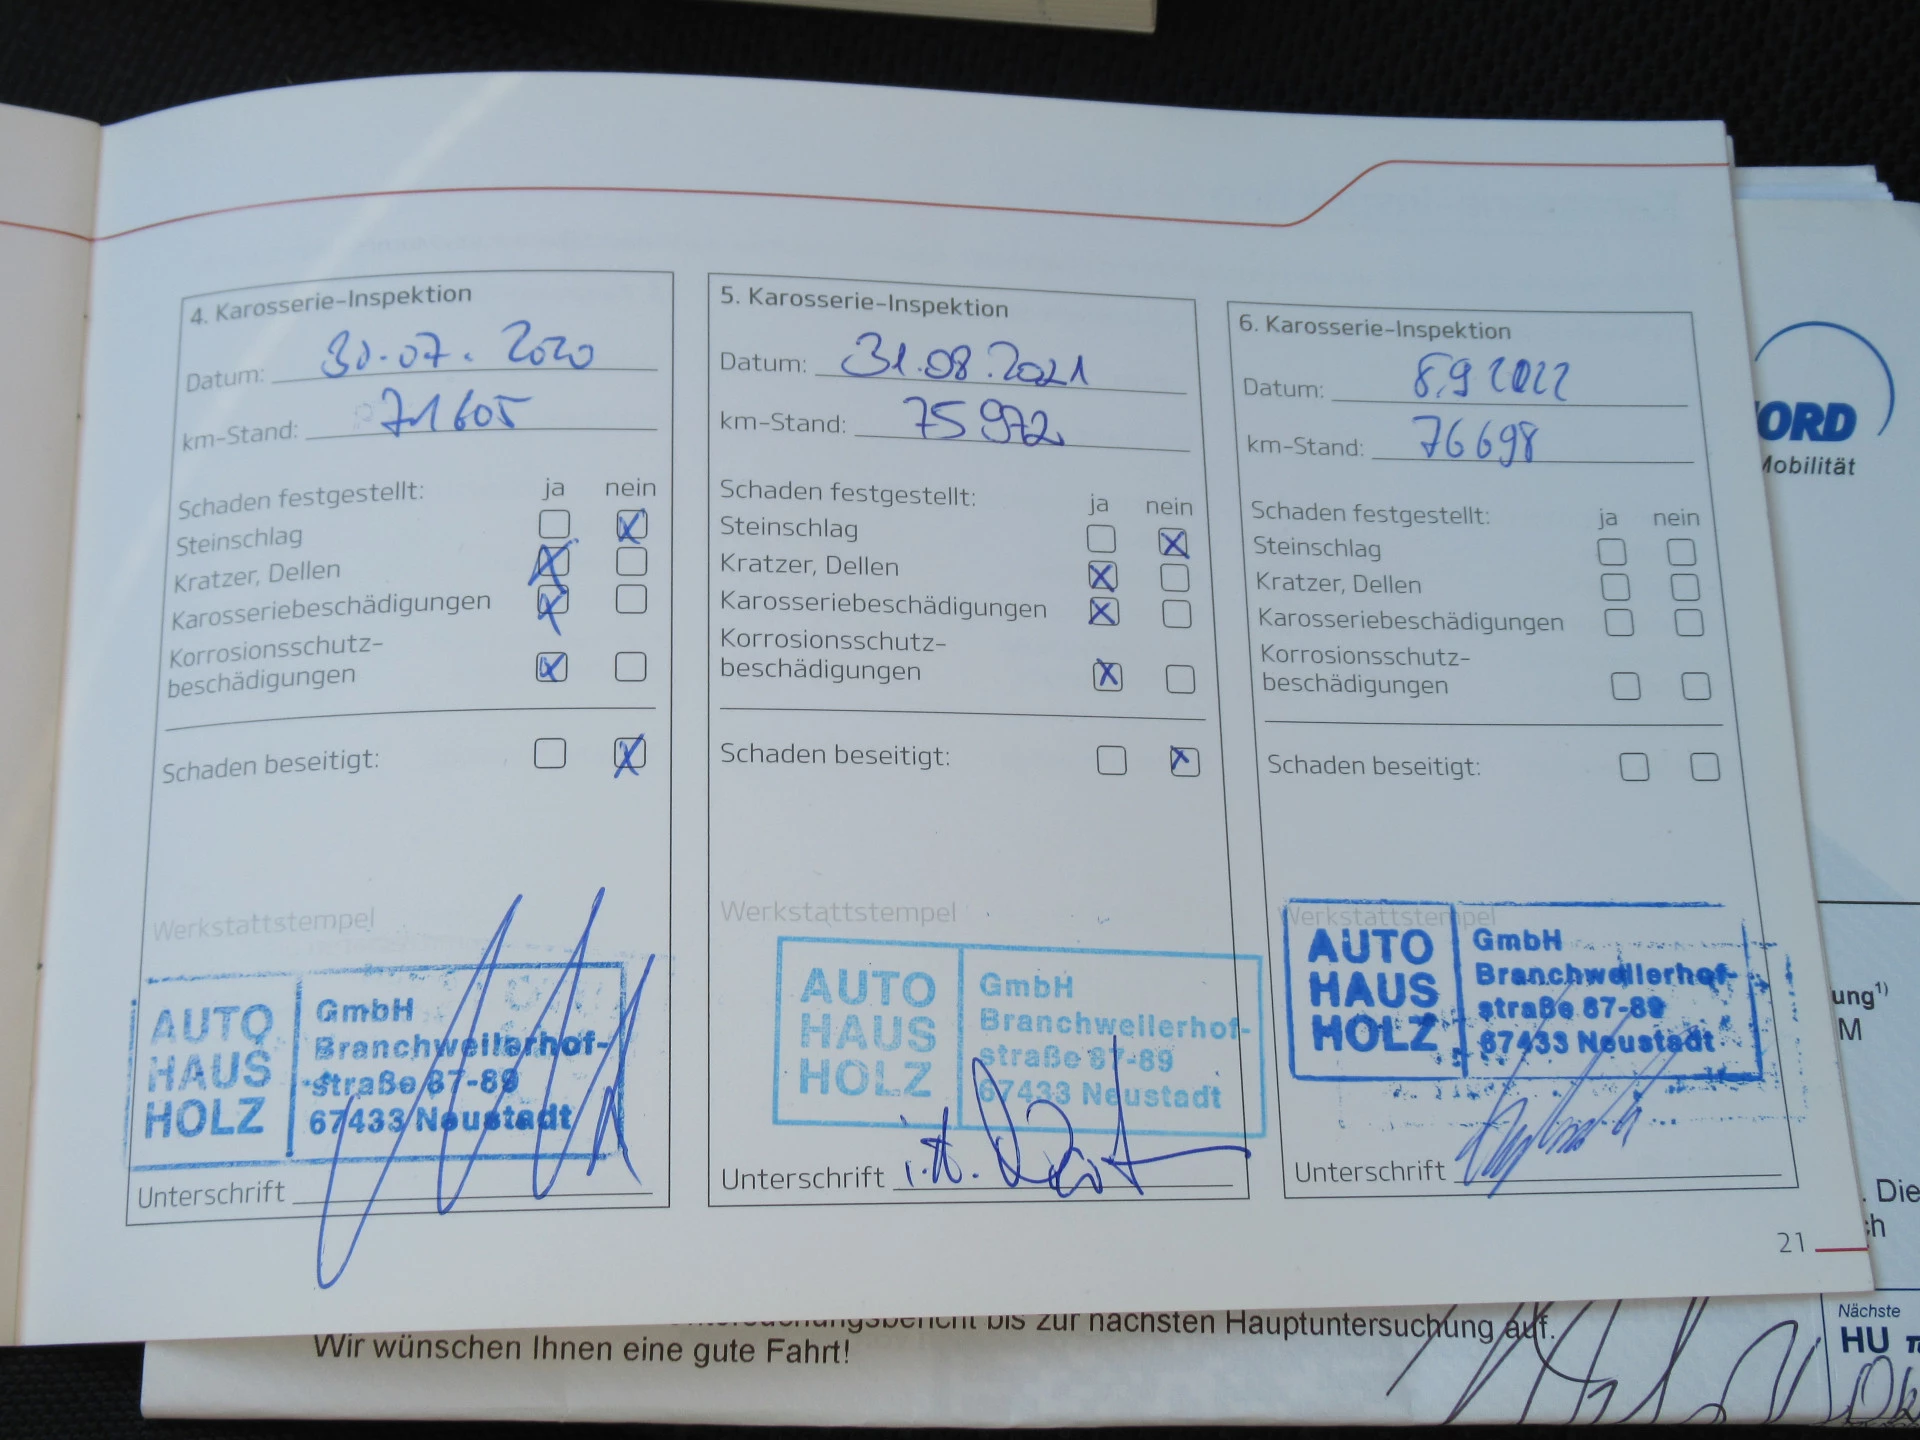 4. Karosserie-Inspektion
Datum: 30.07.2020
km-Stand: 71605
Schaden festgestellt: ja nein
Steinschlag
Kratzer, Dellen
Karosseriebeschädigungen
Korrosionsschutz-
beschädigungen
Schaden beseitigt:
Werkstattstempel
AUTO
HAUS
HOLZ
GmbH
Branchweilerhof-
straße 87-89
67433 Neustadt
Unterschrift
5. Karosserie-Inspektion
Datum: 31.08.2021
km-Stand: 75972
Schaden festgestellt: ja nein
Steinschlag
Kratzer, Dellen
Karosseriebeschädigungen
Korrosionsschutz-
beschädigungen
Schaden beseitigt:
Werkstattstempel
AUTO
HAUS
HOLZ
GmbH
Branchweilerhof-
straße 87-89
67433 Neustadt
Unterschrift i.A.
6. Karosserie-Inspektion
Datum: 8.9 2022
km-Stand: 76698
Schaden festgestellt: ja nein
Steinschlag
Kratzer, Dellen
Karosseriebeschädigungen
Korrosionsschutz-
beschädigungen
Schaden beseitigt:
Werkstattstempel
AUTO
HAUS
HOLZ
GmbH
Branchweilerhof-
straße 87-89
67433 Neustadt
Unterschrift
21
ORD
Mobilität
ung1)
M
. Die
ch
bis zur nächsten Hauptuntersuchung auf.
Wir wünschen Ihnen eine gute Fahrt!
Nächste
HU